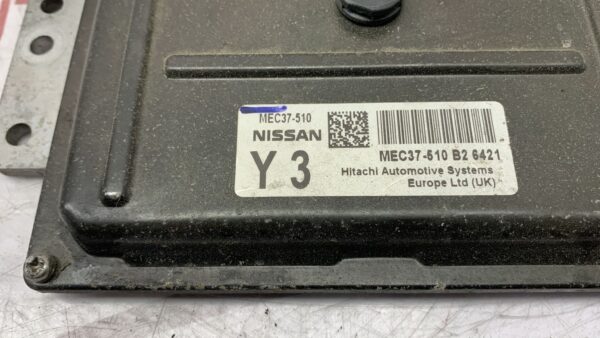 MEC37-510
NISSAN
Y 3
MEC37-510 B2 6421
Hitachi Automotive Systems
Europe Ltd (UK)